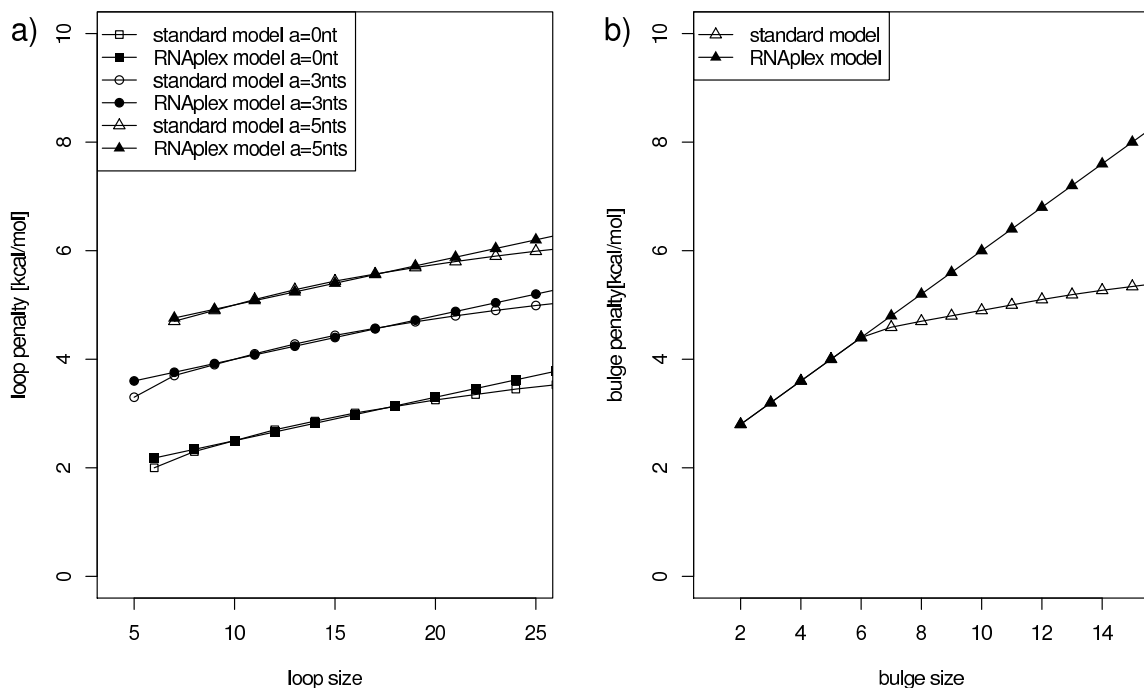 a)
standard model a=0nt
RNAplex model a=0nt
standard model a=3nts
RNAplex model a=3nts
standard model a=5nts
RNAplex model a=5nts
10
8
6
4
2
0
loop penalty [kcal/mol]
5 10 15 20 25
loop size
b)
standard model
RNAplex model
10
8
6
4
2
0
bulge penalty[kcal/mol]
2 4 6 8 10 12 14
bulge size